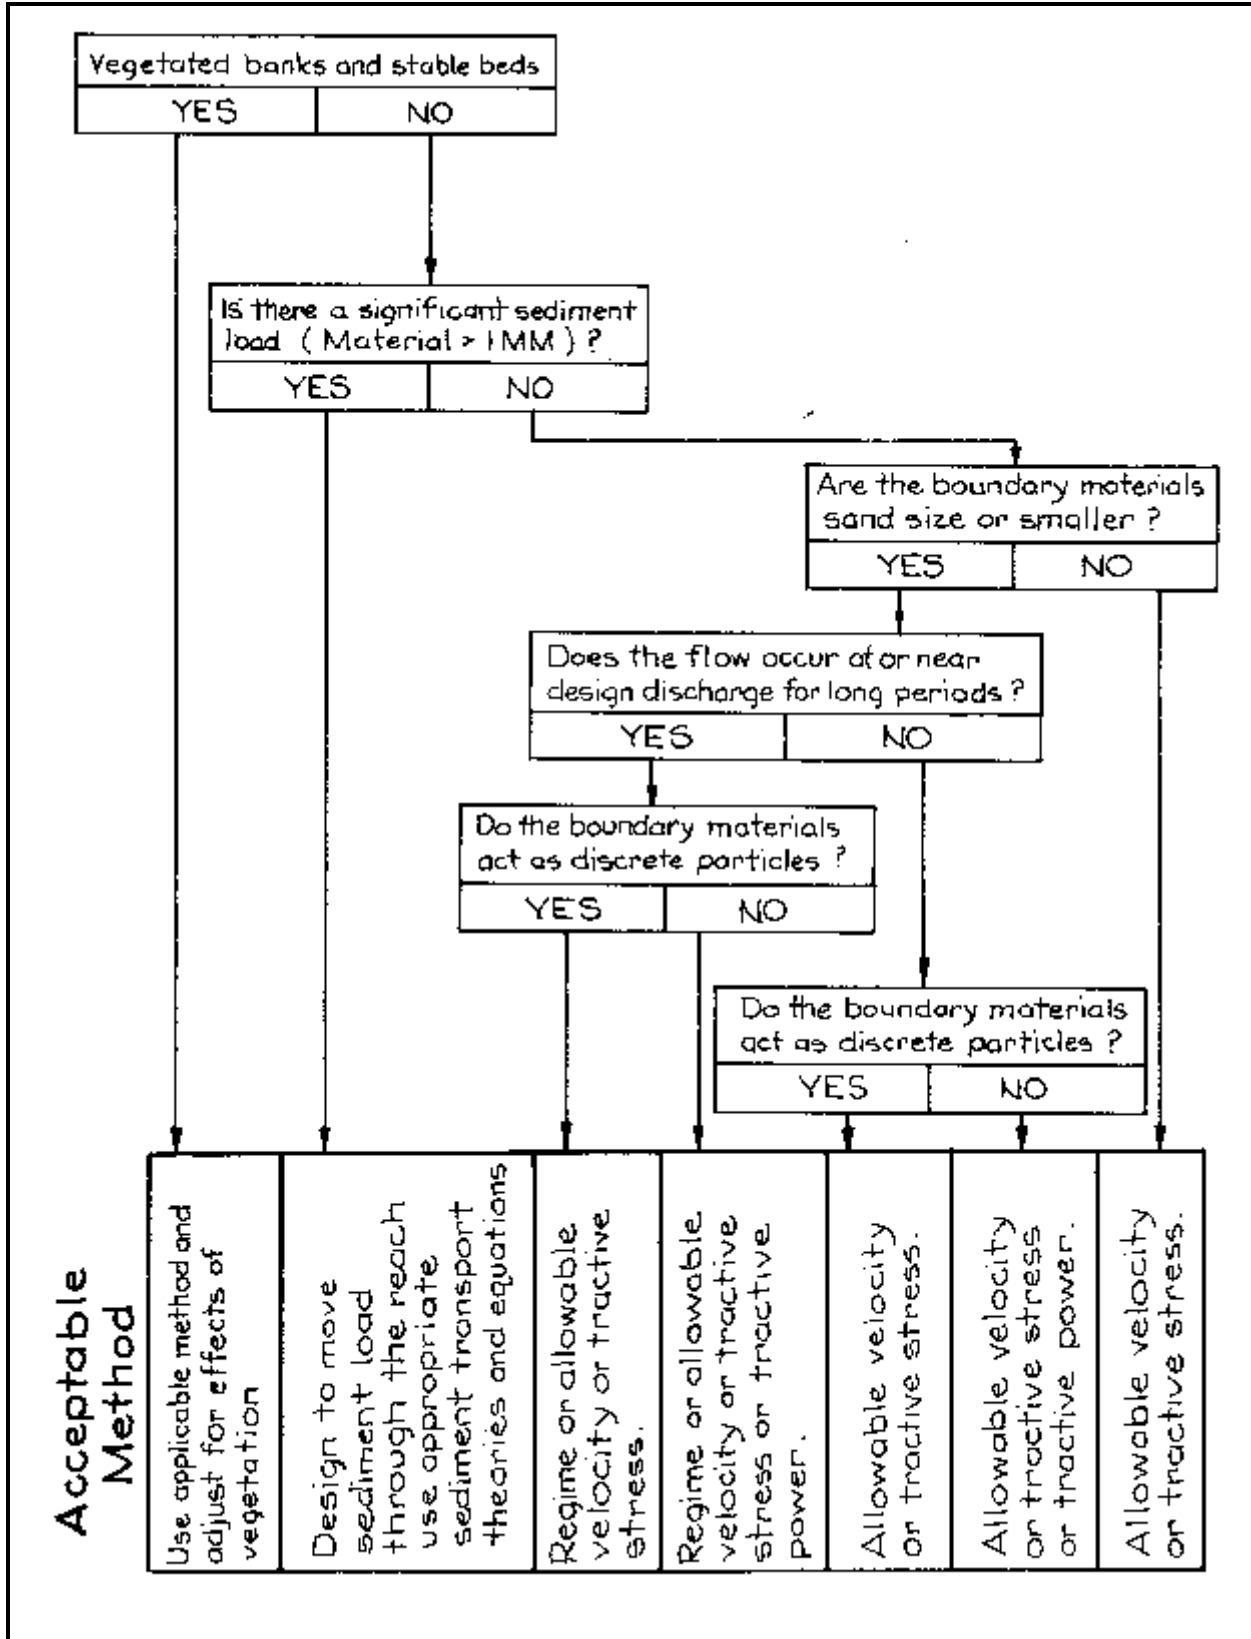 Vegetated banks and stable beds
YES
NO
Is there a significant sediment
load (Material > 1MM) ?
YES
NO
Are the boundary materials
sand size or smaller ?
YES
NO
Does the flow occur at or near
design discharge for long periods ?
YES
NO
Do the boundary materials
act as discrete particles ?
YES
NO
Do the boundary materials
act as discrete particles ?
YES
NO
Acceptable
Method
Use applicable method and
adjust for effects of
vegetation
Design to move
sediment load
through the reach
use appropriate
sediment transport
theories and equations
Regime or allowable
velocity or tractive
stress.
Regime or allowable
velocity or tractive
stress or tractive
power.
Allowable velocity
or tractive stress.
Allowable velocity
or tractive stress
or tractive power.
Allowable velocity
or tractive stress.